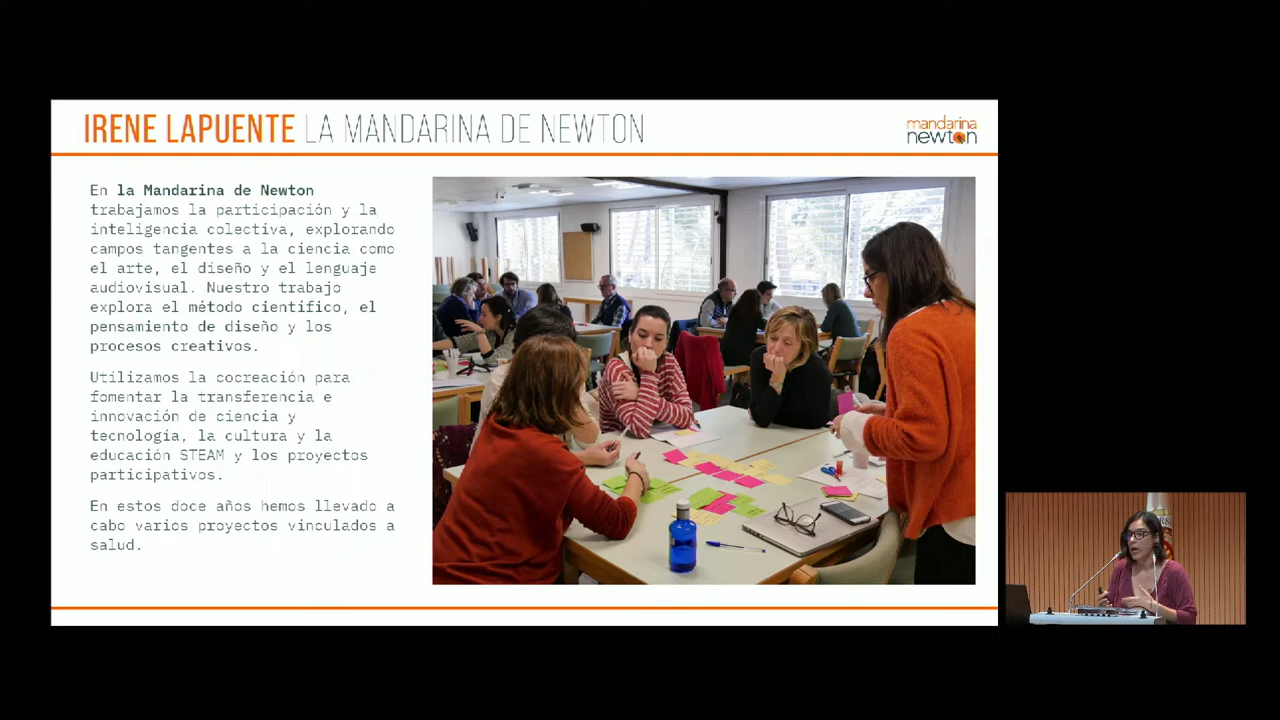 IRENE LAPUENTE LA MANDARINA DE NEWTON
mandarina
newton
En la Mandarina de Newton
trabajamos la participación y la
inteligencia colectiva, explorando
campos tangentes a la ciencia como
el arte, el diseño y el lenguaje
audiovisual. Nuestro trabajo
explora el método científico, el
pensamiento de diseño y los
procesos creativos.
Utilizamos la cocreación para
fomentar la transferencia e
innovación de ciencia y
tecnología, la cultura y la
educación STEAM y los proyectos
participativos.
En estos doce años hemos llevado a
cabo varios proyectos vinculados a
salud.